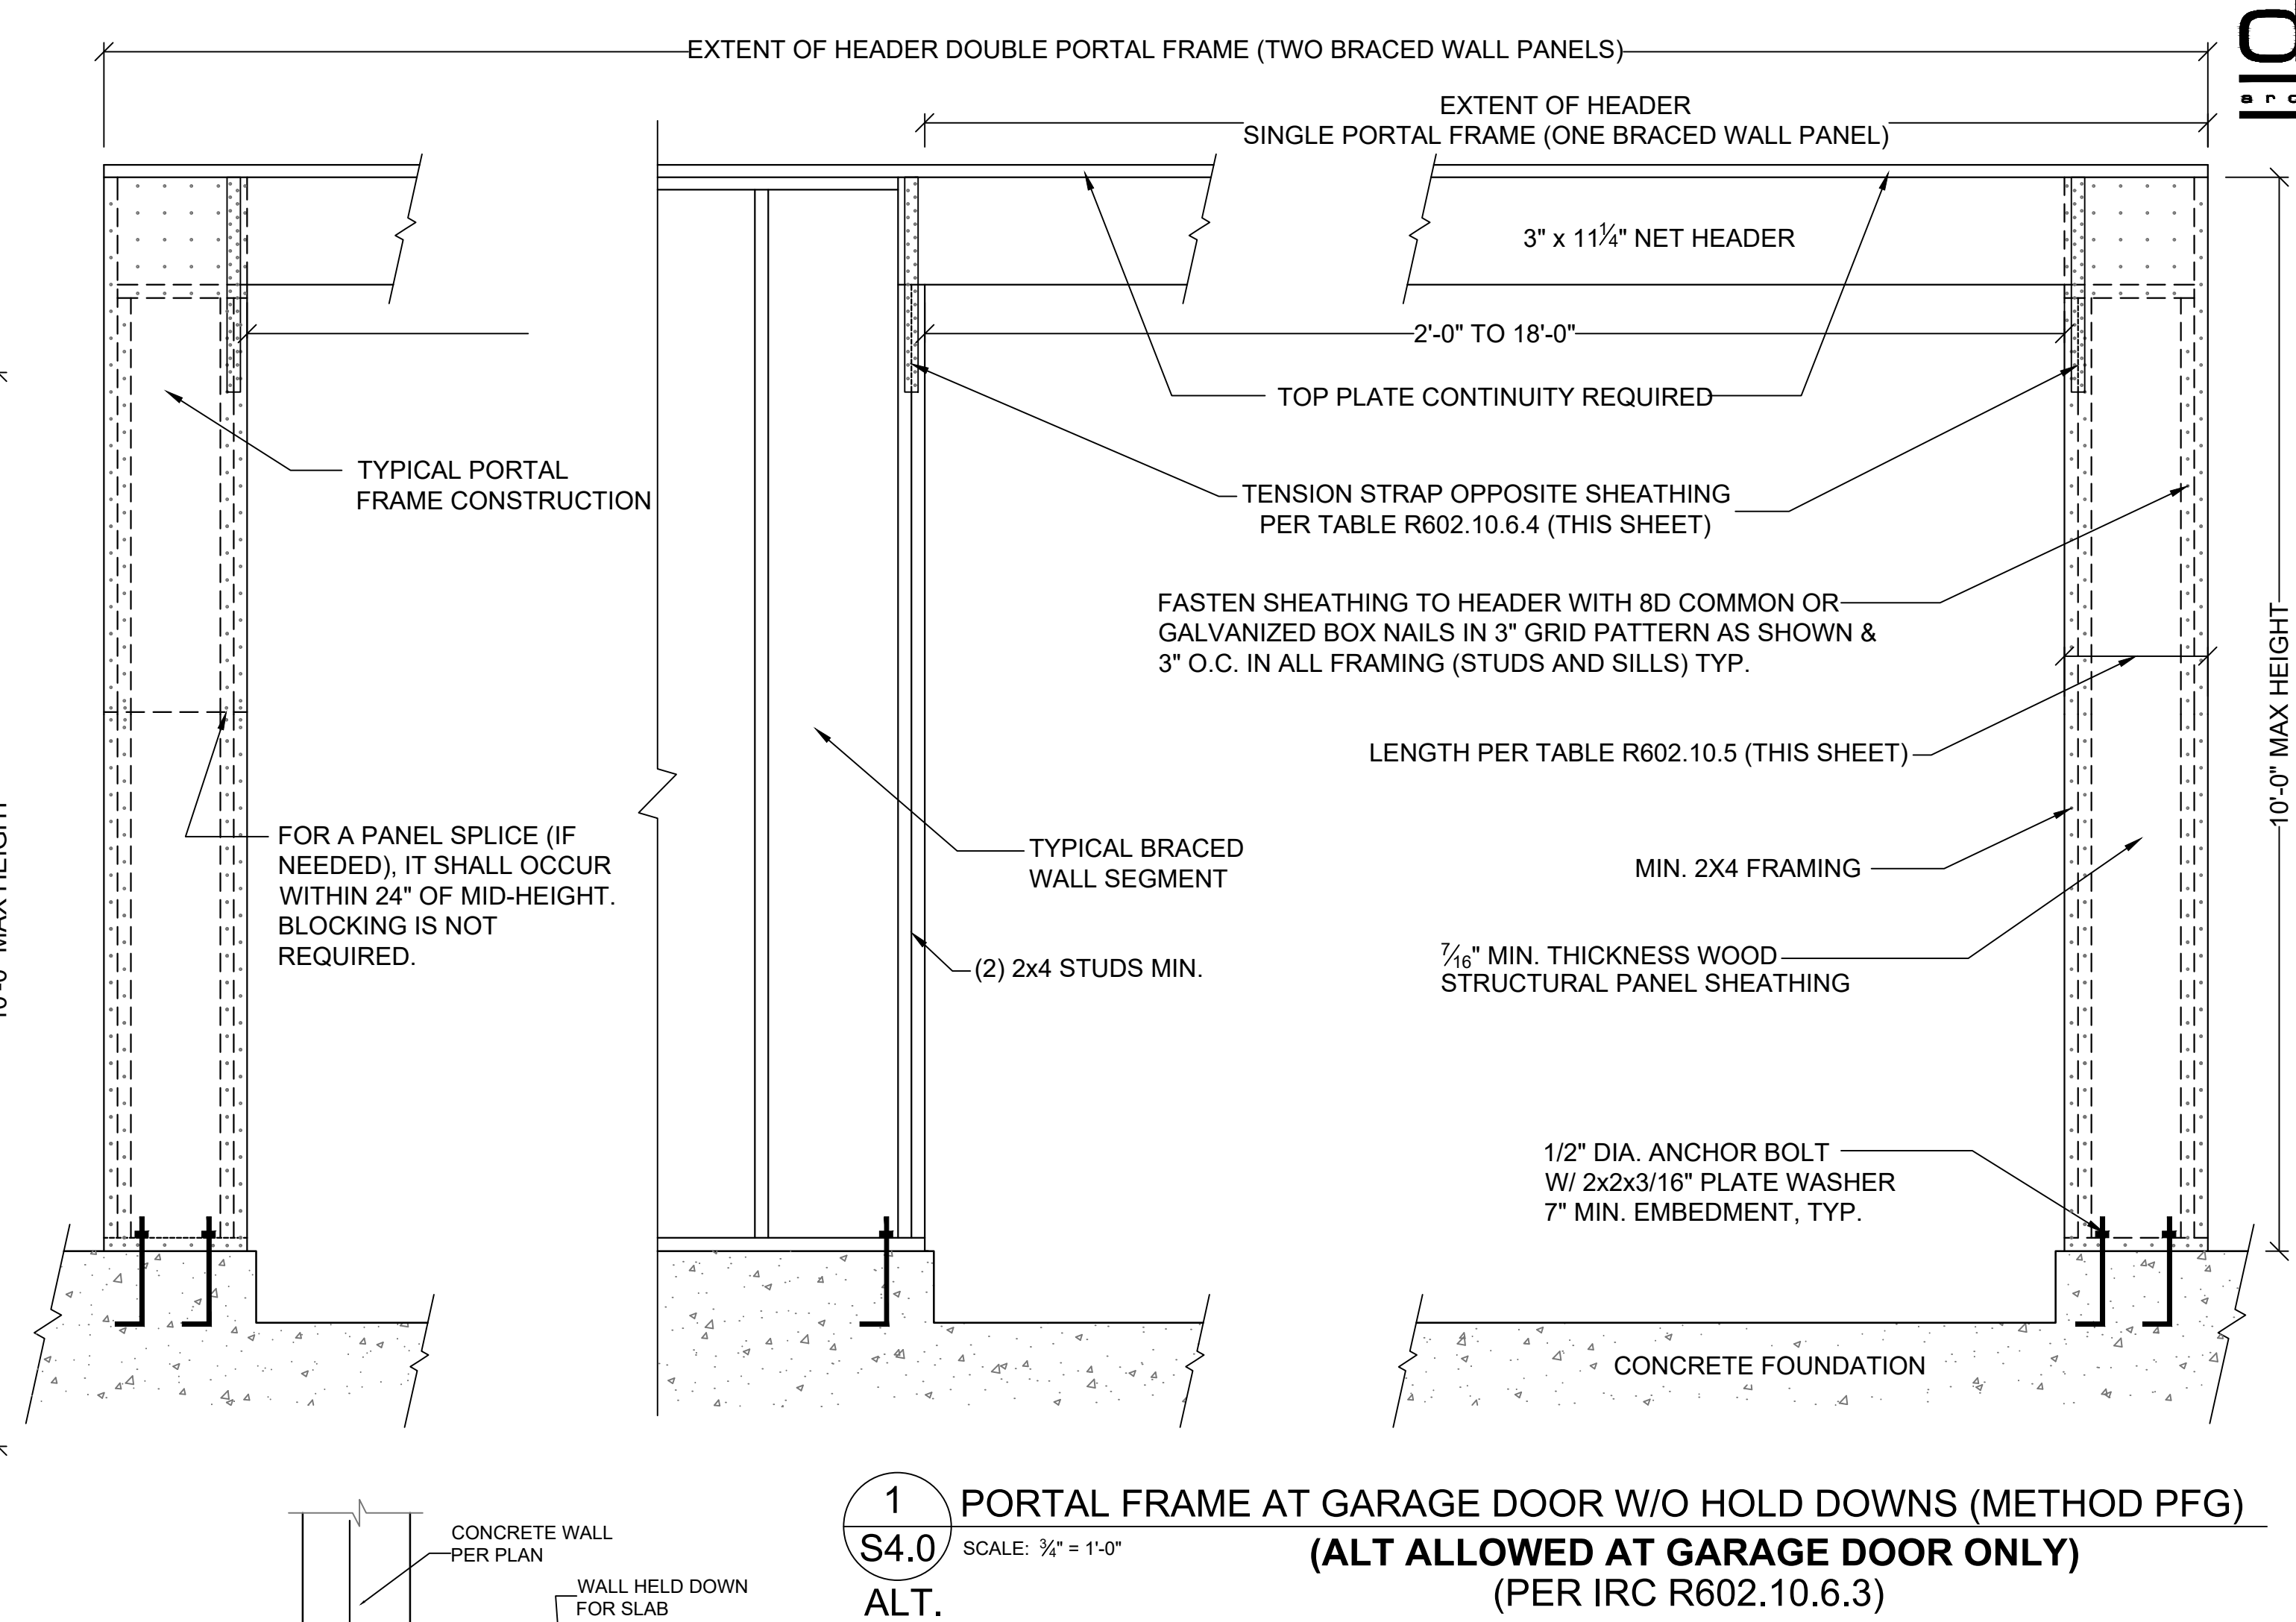 EXTENT OF HEADER DOUBLE PORTAL FRAME (TWO BRACED WALL PANELS)
EXTENT OF HEADER
SINGLE PORTAL FRAME (ONE BRACED WALL PANEL)
3" x 11¼" NET HEADER
2'-0" TO 18'-0"
TOP PLATE CONTINUITY REQUIRED
TYPICAL PORTAL
FRAME CONSTRUCTION
TENSION STRAP OPPOSITE SHEATHING
PER TABLE R602.10.6.4 (THIS SHEET)
FASTEN SHEATHING TO HEADER WITH 8D COMMON OR
GALVANIZED BOX NAILS IN 3" GRID PATTERN AS SHOWN &
3" O.C. IN ALL FRAMING (STUDS AND SILLS) TYP.
10'-0" MAX HEIGHT
LENGTH PER TABLE R602.10.5 (THIS SHEET)
FOR A PANEL SPLICE (IF
NEEDED), IT SHALL OCCUR
WITHIN 24" OF MID-HEIGHT.
BLOCKING IS NOT
REQUIRED.
TYPICAL BRACED
WALL SEGMENT
MIN. 2X4 FRAMING
(2) 2x4 STUDS MIN.
7⁄16" MIN. THICKNESS WOOD
STRUCTURAL PANEL SHEATHING
1/2" DIA. ANCHOR BOLT
W/ 2x2x3/16" PLATE WASHER
7" MIN. EMBEDMENT, TYP.
CONCRETE FOUNDATION
1
S4.0
ALT.
PORTAL FRAME AT GARAGE DOOR W/O HOLD DOWNS (METHOD PFG)
SCALE: ¾" = 1'-0"
(ALT ALLOWED AT GARAGE DOOR ONLY)
(PER IRC R602.10.6.3)
CONCRETE WALL
PER PLAN
WALL HELD DOWN
FOR SLAB